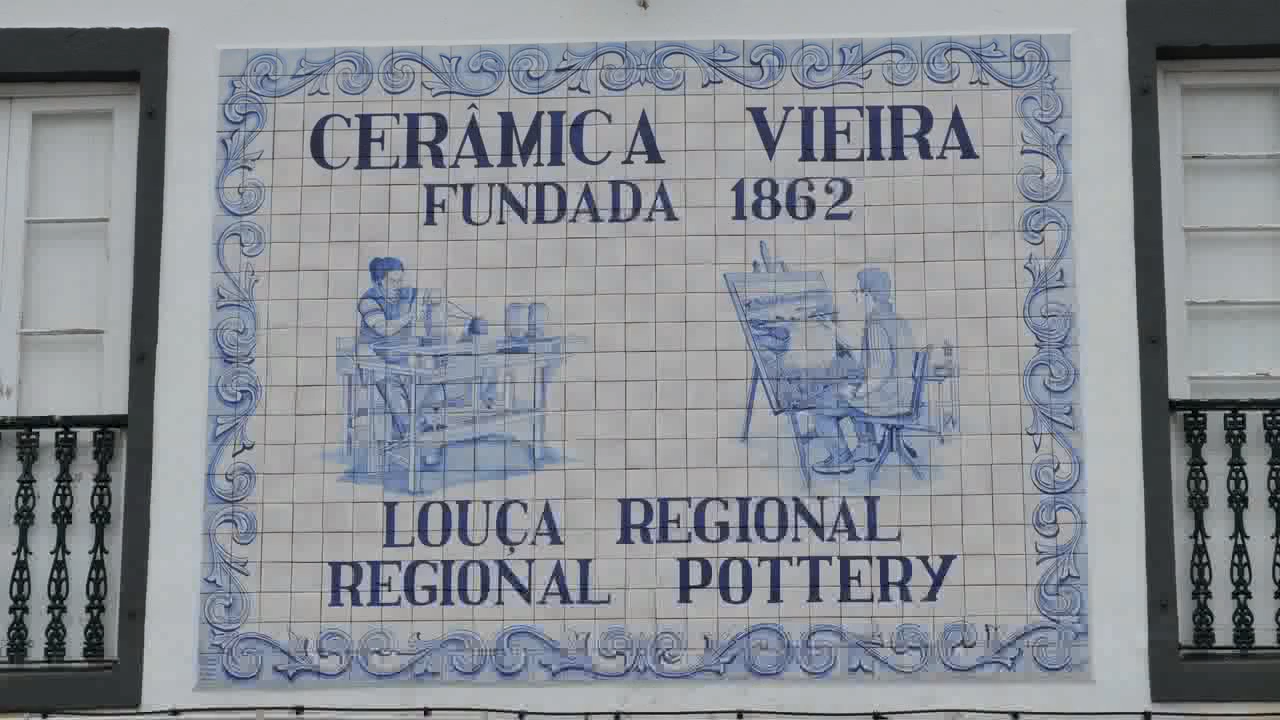 CERÂMICA VIEIRA
FUNDADA 1862
LOUÇA REGIONAL
REGIONAL POTTERY